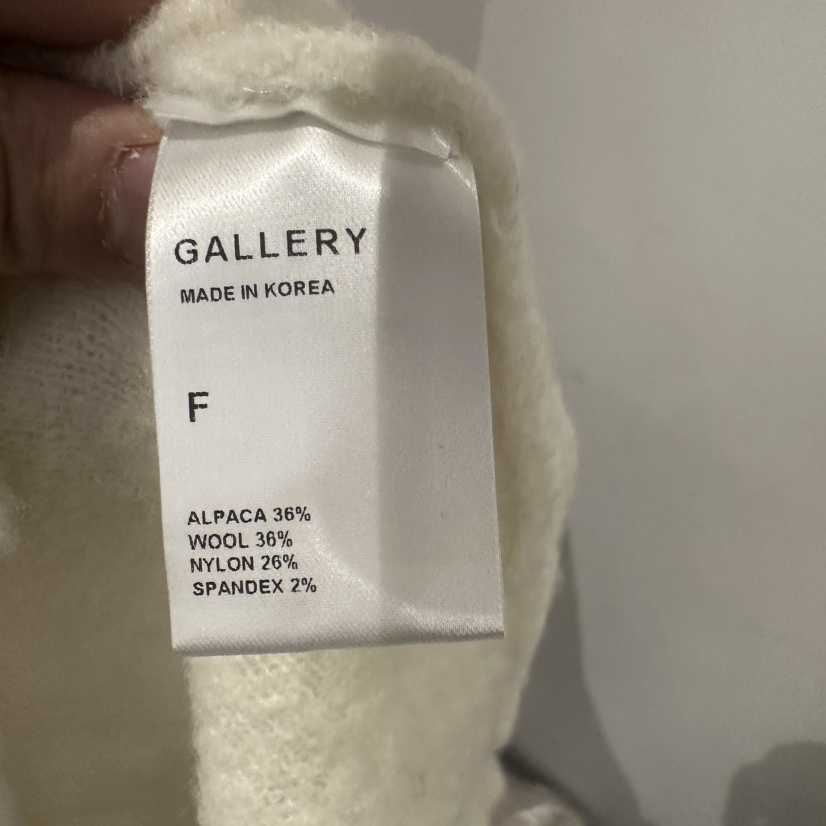 GALLERY
MADE IN KOREA
F
ALPACA 36%
WOOL 36%
NYLON 26%
SPANDEX 2%